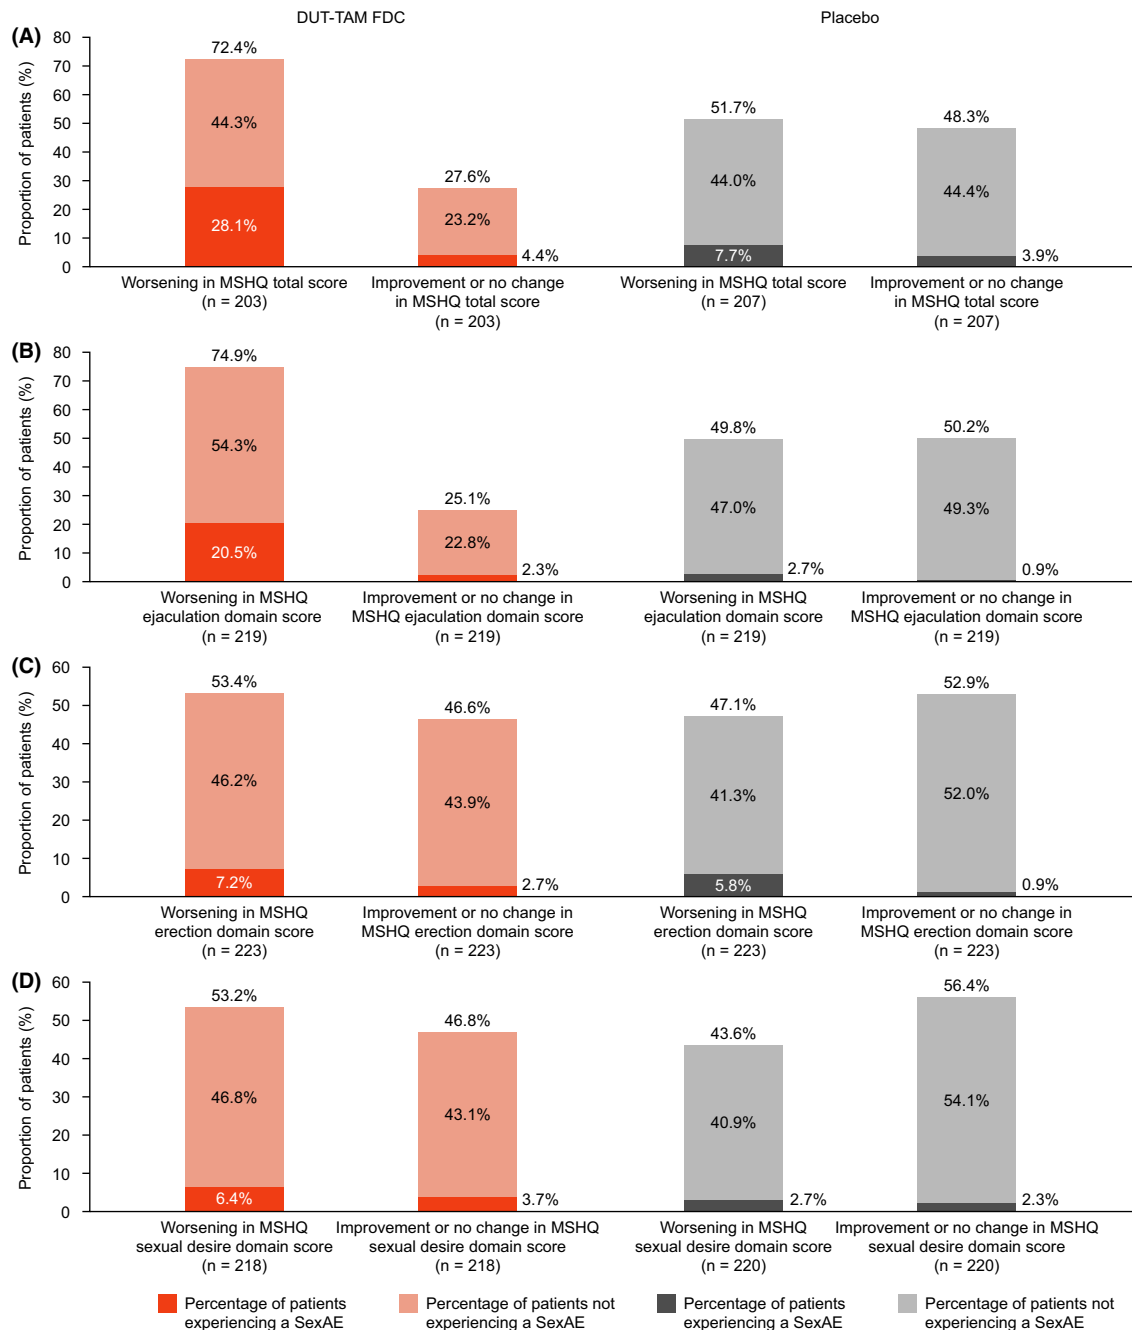 DUT-TAM FDC
Placebo
(A)
Proportion of patients (%)
80
70
60
50
40
30
20
10
0
72.4%
44.3%
28.1%
27.6%
23.2%
4.4%
51.7%
44.0%
7.7%
48.3%
44.4%
3.9%
Worsening in MSHQ total score
(n = 203)
Improvement or no change
in MSHQ total score
(n = 203)
Worsening in MSHQ total score
(n = 207)
Improvement or no change
in MSHQ total score
(n = 207)
(B)
Proportion of patients (%)
80
70
60
50
40
30
20
10
0
74.9%
54.3%
20.5%
25.1%
22.8%
2.3%
49.8%
47.0%
2.7%
50.2%
49.3%
0.9%
Worsening in MSHQ
ejaculation domain score
(n = 219)
Improvement or no change in
MSHQ ejaculation domain score
(n = 219)
Worsening in MSHQ
ejaculation domain score
(n = 219)
Improvement or no change in
MSHQ ejaculation domain score
(n = 219)
(C)
Proportion of patients (%)
60
50
40
30
20
10
0
53.4%
46.2%
7.2%
46.6%
43.9%
2.7%
47.1%
41.3%
5.8%
52.9%
52.0%
0.9%
Worsening in MSHQ
erection domain score
(n = 223)
Improvement or no change in
MSHQ erection domain score
(n = 223)
Worsening in MSHQ
erection domain score
(n = 223)
Improvement or no change in
MSHQ erection domain score
(n = 223)
(D)
Proportion of patients (%)
60
50
40
30
20
10
0
53.2%
46.8%
6.4%
46.8%
43.1%
3.7%
43.6%
40.9%
2.7%
56.4%
54.1%
2.3%
Worsening in MSHQ
sexual desire domain score
(n = 218)
Improvement or no change in MSHQ
sexual desire domain score
(n = 218)
Worsening in MSHQ
sexual desire domain score
(n = 220)
Improvement or no change in MSHQ
sexual desire domain score
(n = 220)
Percentage of patients
experiencing a SexAE
Percentage of patients not
experiencing a SexAE
Percentage of patients
experiencing a SexAE
Percentage of patients not
experiencing a SexAE